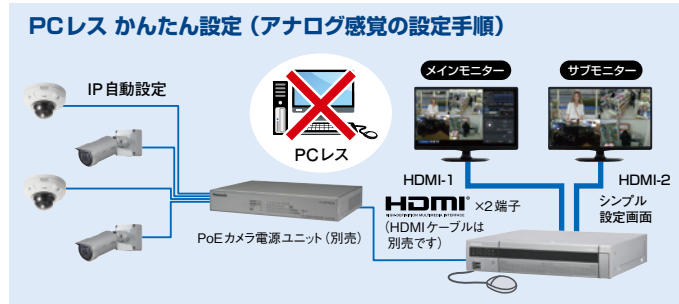 PCレス かんたん設定（アナログ感覚の設定手順）
IP自動設定
PCレス
メインモニター
サブモニター
HDMI-1
HDMI-2
HDMI® ×2端子
HIGH-DEFINITION MULTIMEDIA INTERFACE
（HDMIケーブルは
別売です）
シンプル
設定画面
PoEカメラ電源ユニット（別売）